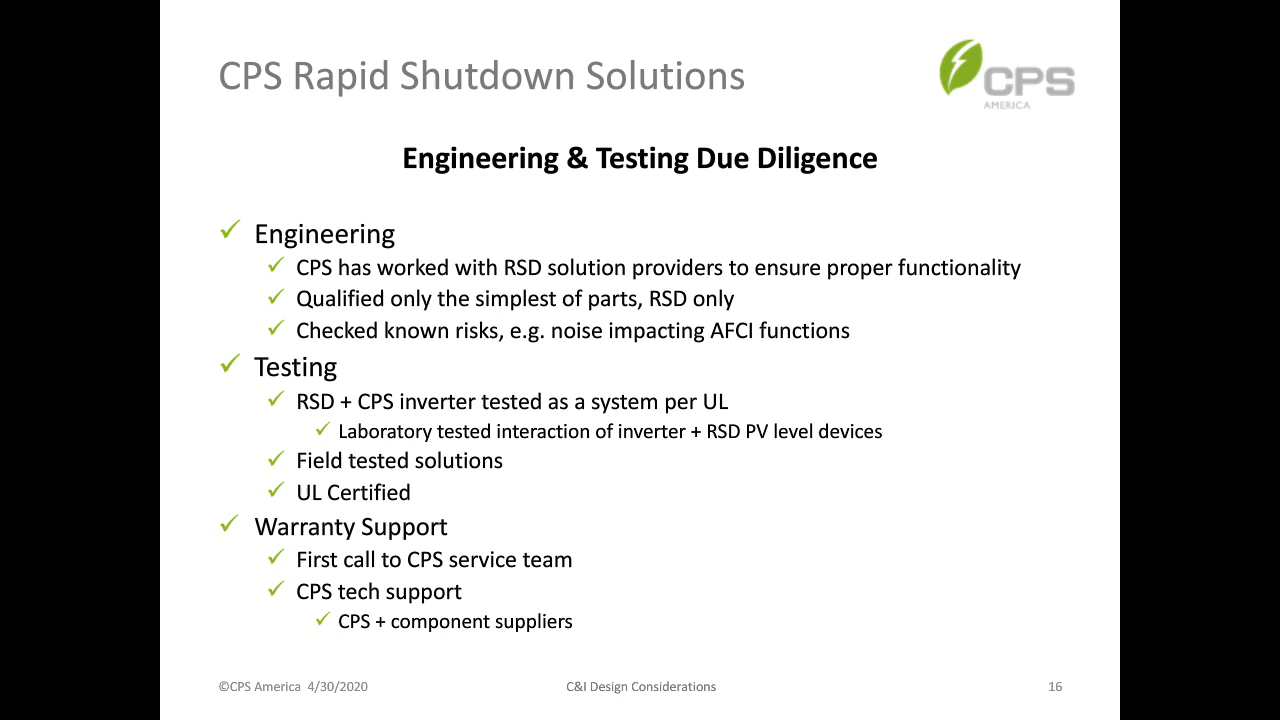 CPS Rapid Shutdown Solutions
CPS
AMERICA
Engineering & Testing Due Diligence
✓ Engineering
✓ CPS has worked with RSD solution providers to ensure proper functionality
✓ Qualified only the simplest of parts, RSD only
✓ Checked known risks, e.g. noise impacting AFCI functions
✓ Testing
✓ RSD + CPS inverter tested as a system per UL
✓ Laboratory tested interaction of inverter + RSD PV level devices
✓ Field tested solutions
✓ UL Certified
✓ Warranty Support
✓ First call to CPS service team
✓ CPS tech support
✓ CPS + component suppliers
©CPS America 4/30/2020
C&I Design Considerations
16